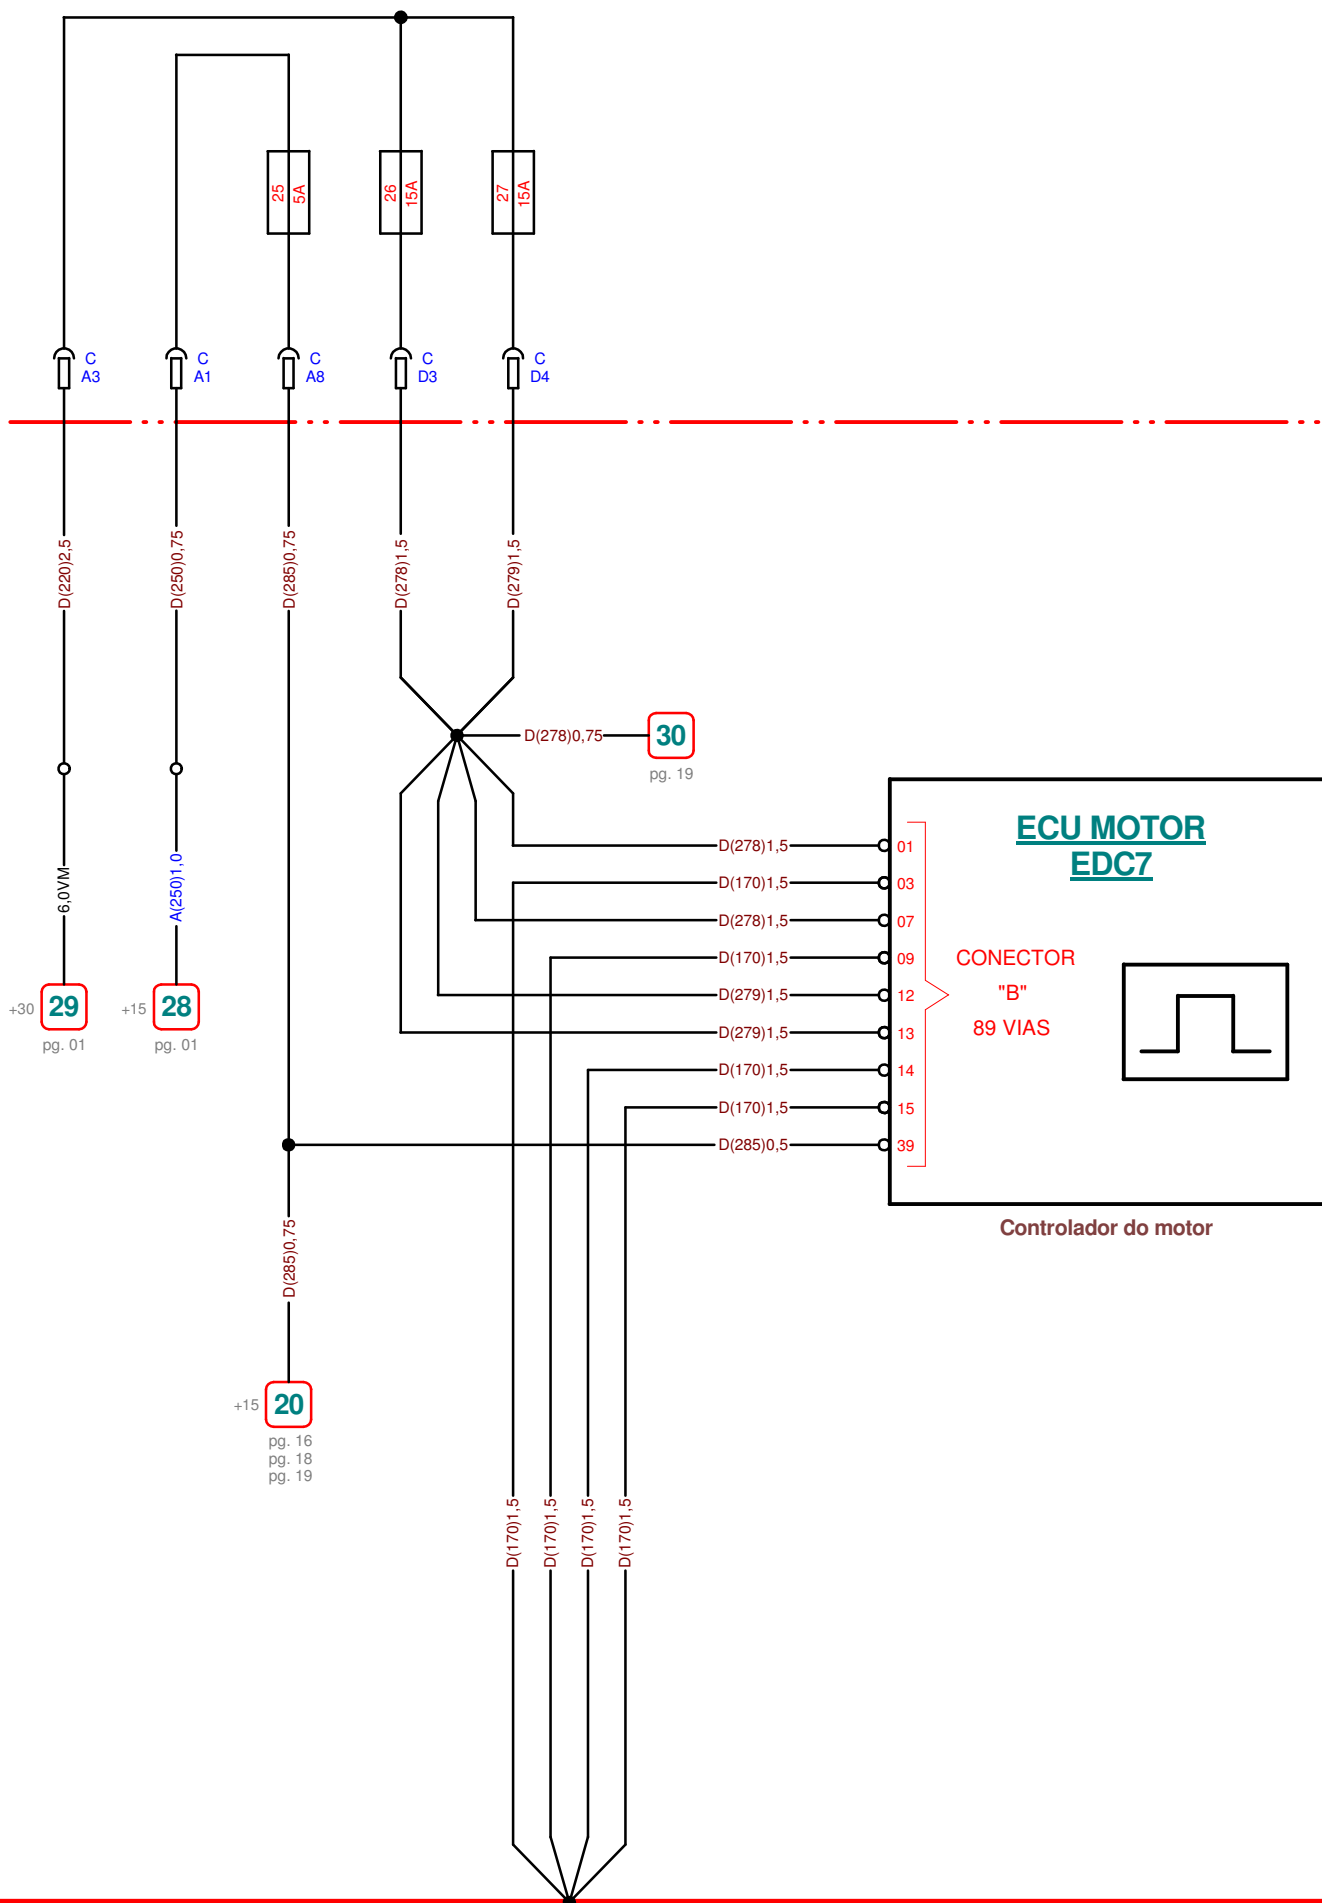 25
5A
26
15A
27
15A
C
A3
C
A1
C
A8
C
D3
C
D4
D(220)2,5
D(250)0,75
D(285)0,75
D(278)1,5
D(279)1,5
D(278)0,75
30
pg. 19
6,0VM
A(250)1,0
+30
29
pg. 01
+15
28
pg. 01
D(278)1,5
01
D(170)1,5
03
D(278)1,5
07
D(170)1,5
09
D(279)1,5
12
D(279)1,5
13
D(170)1,5
14
D(170)1,5
15
D(285)0,5
39
ECU MOTOR
EDC7
CONECTOR
"B"
89 VIAS
Controlador do motor
D(285)0,75
+15
20
pg. 16
pg. 18
pg. 19
D(170)1,5
D(170)1,5
D(170)1,5
D(170)1,5